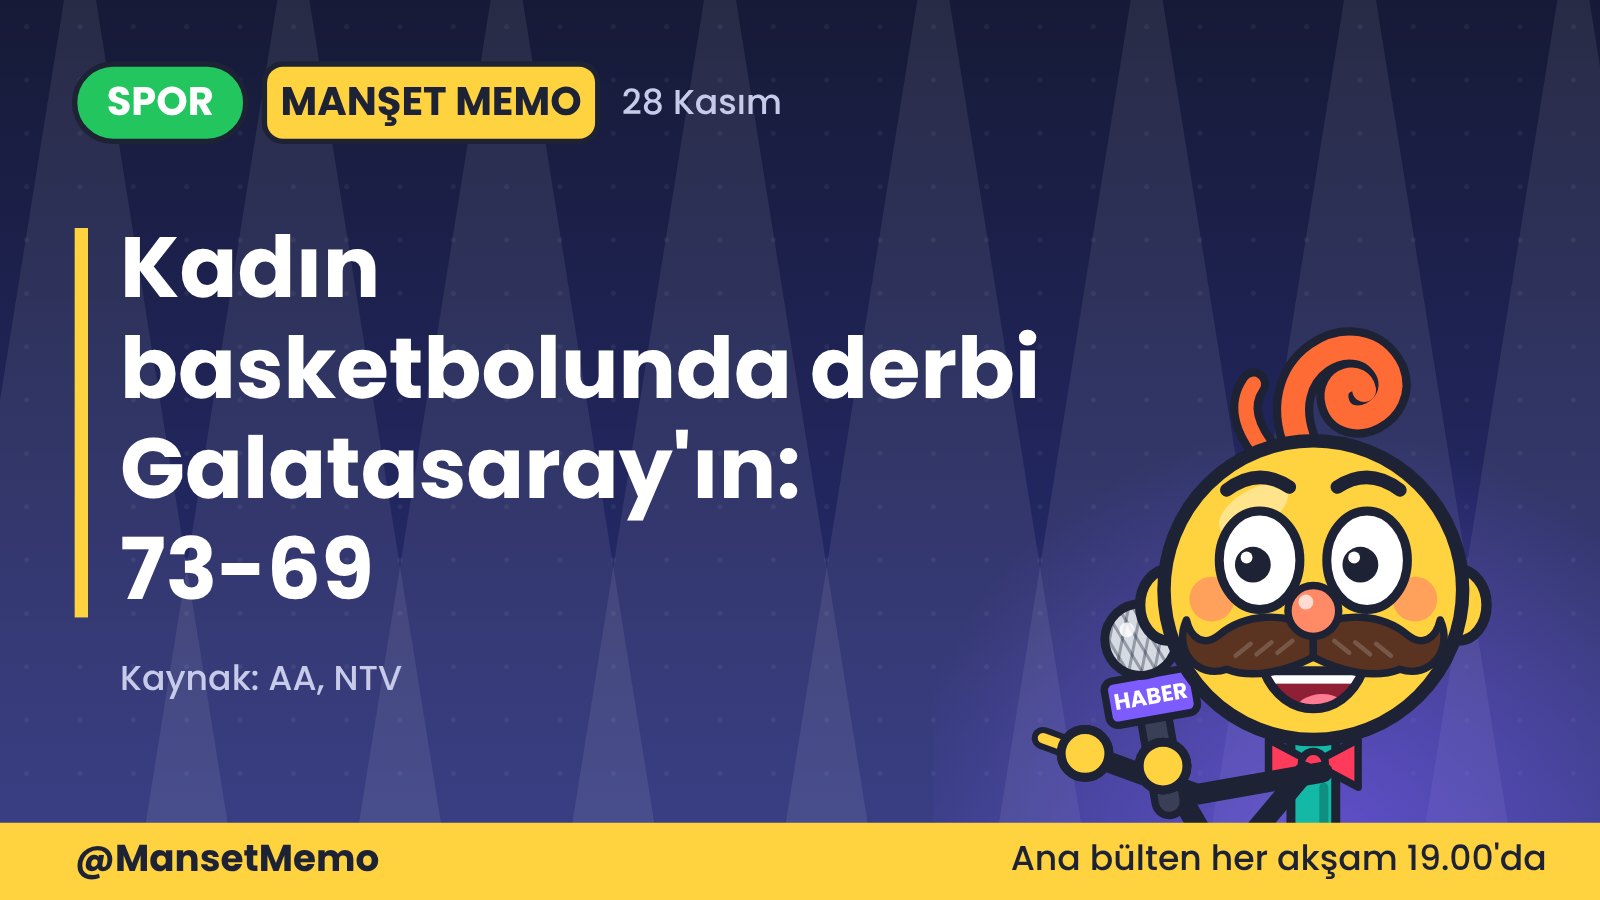 SPOR MANŞET MEMO 28 Kasım
Kadın
basketbolunda derbi
Galatasaray'ın:
73-69
Kaynak: AA, NTV
HABER
@MansetMemo Ana bülten her akşam 19.00'da